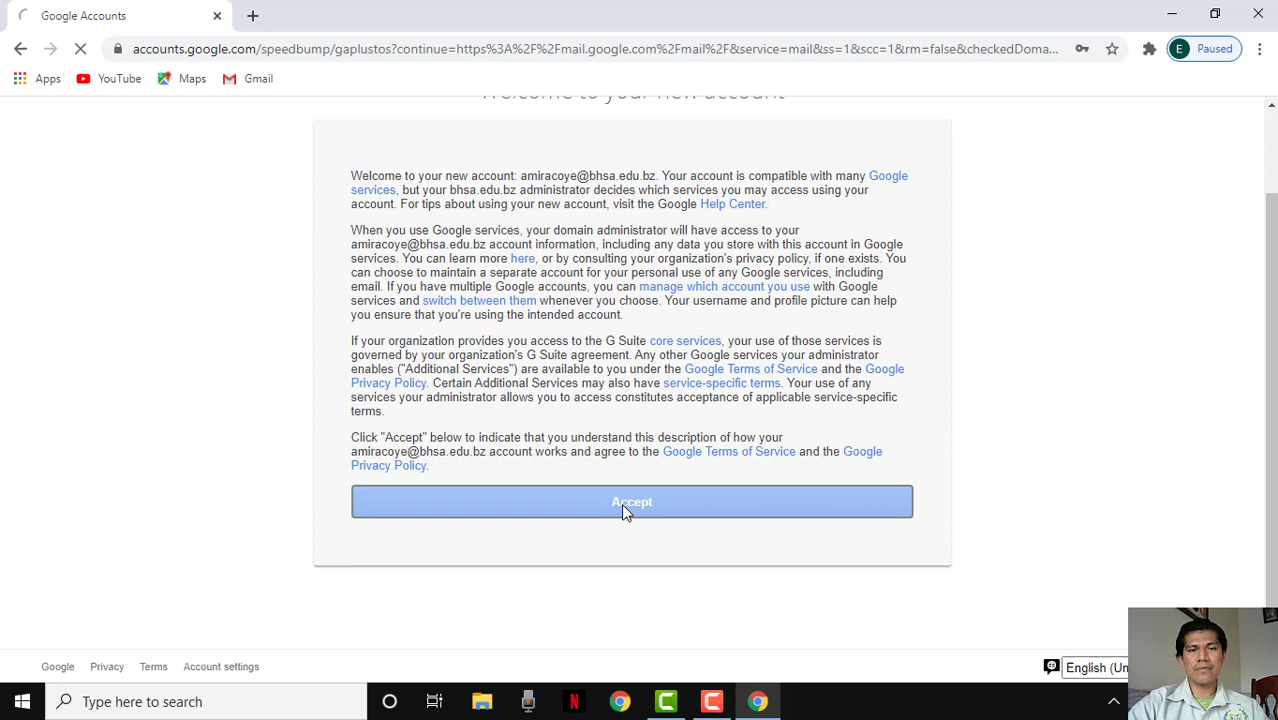 Google Accounts
accounts.google.com/speedbump/gaplustos?continue=https%3A%2F%2Fmail.google.com%2Fmail%2F&service=mail&ss=1&scc=1&rm=false&checkedDoma...
E Paused
Apps YouTube Maps Gmail
Welcome to your new account
Welcome to your new account: amiracoye@bhsa.edu.bz. Your account is compatible with many Google
services, but your bhsa.edu.bz administrator decides which services you may access using your
account. For tips about using your new account, visit the Google Help Center.
When you use Google services, your domain administrator will have access to your
amiracoye@bhsa.edu.bz account information, including any data you store with this account in Google
services. You can learn more here, or by consulting your organization's privacy policy, if one exists. You
can choose to maintain a separate account for your personal use of any Google services, including
email. If you have multiple Google accounts, you can manage which account you use with Google
services and switch between them whenever you choose. Your username and profile picture can help
you ensure that you're using the intended account.
If your organization provides you access to the G Suite core services, your use of those services is
governed by your organization's G Suite agreement. Any other Google services your administrator
enables ("Additional Services") are available to you under the Google Terms of Service and the Google
Privacy Policy. Certain Additional Services may also have service-specific terms. Your use of any
services your administrator allows you to access constitutes acceptance of applicable service-specific
terms.
Click "Accept" below to indicate that you understand this description of how your
amiracoye@bhsa.edu.bz account works and agree to the Google Terms of Service and the Google
Privacy Policy.
Accept
Google Privacy Terms Account settings
English (Un
Type here to search